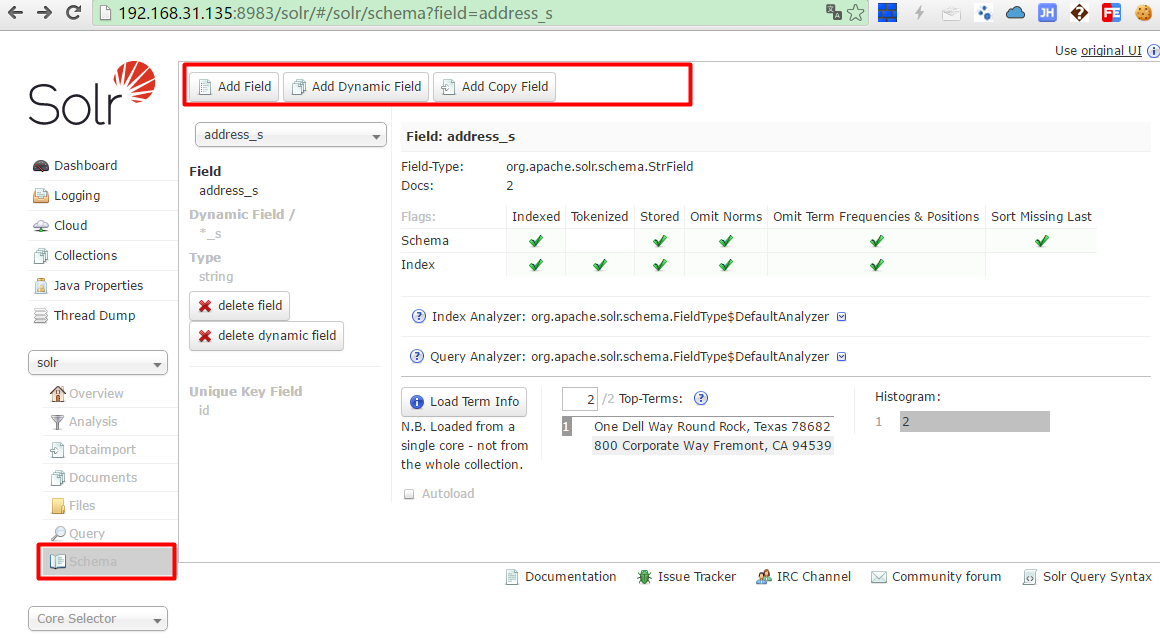 192.168.31.135:8983/solr/#/solr/schema?field=address_s
JH
FE
Use original UI
Solr
Add Field
Add Dynamic Field
Add Copy Field
address_s
Field: address_s
Dashboard
Logging
Cloud
Collections
Java Properties
Thread Dump
solr
Overview
Analysis
Dataimport
Documents
Files
Query
Schema
Core Selector
Field
address_s
Dynamic Field /
*_s
Type
string
delete field
delete dynamic field
Unique Key Field
id
Field-Type: org.apache.solr.schema.StrField
Docs: 2
Flags: Indexed Tokenized Stored Omit Norms Omit Term Frequencies & Positions Sort Missing Last
Schema
Index
Index Analyzer: org.apache.solr.schema.FieldType$DefaultAnalyzer
Query Analyzer: org.apache.solr.schema.FieldType$DefaultAnalyzer
Load Term Info
N.B. Loaded from a
single core - not from
the whole collection.
Autoload
2 /2 Top-Terms:
1 One Dell Way Round Rock, Texas 78682
800 Corporate Way Fremont, CA 94539
Histogram:
1 2
Documentation
Issue Tracker
IRC Channel
Community forum
Solr Query Syntax